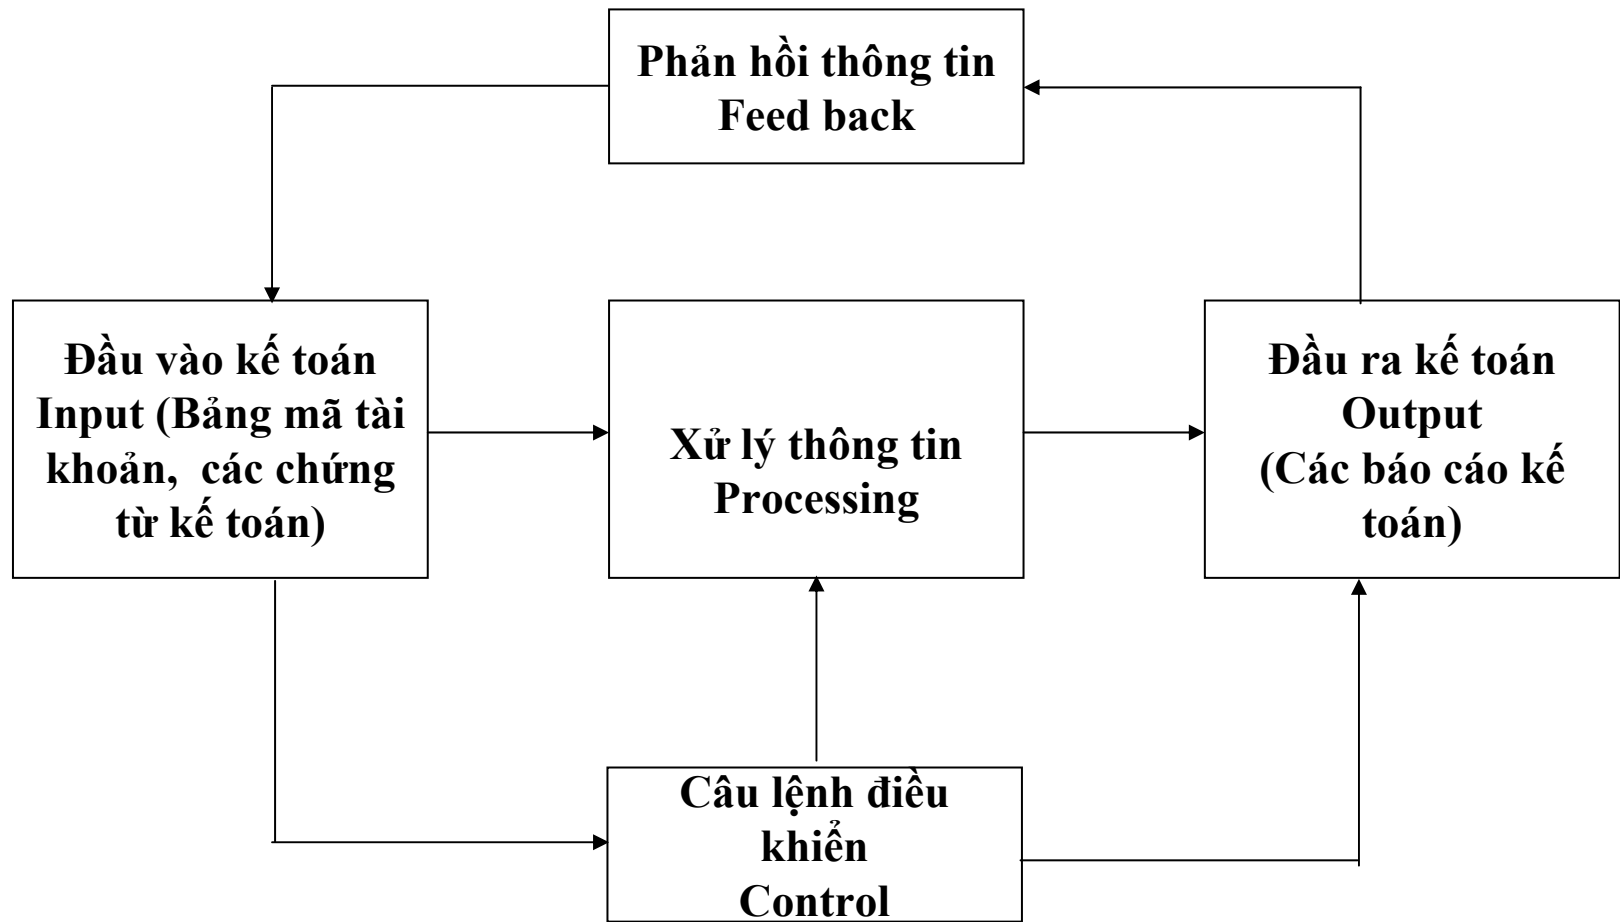 Phản hồi thông tin
Feed back
Đầu vào kế toán
Input (Bảng mã tài
khoản, các chứng
từ kế toán)
Xử lý thông tin
Processing
Đầu ra kế toán
Output
(Các báo cáo kế
toán)
Câu lệnh điều
khiển
Control